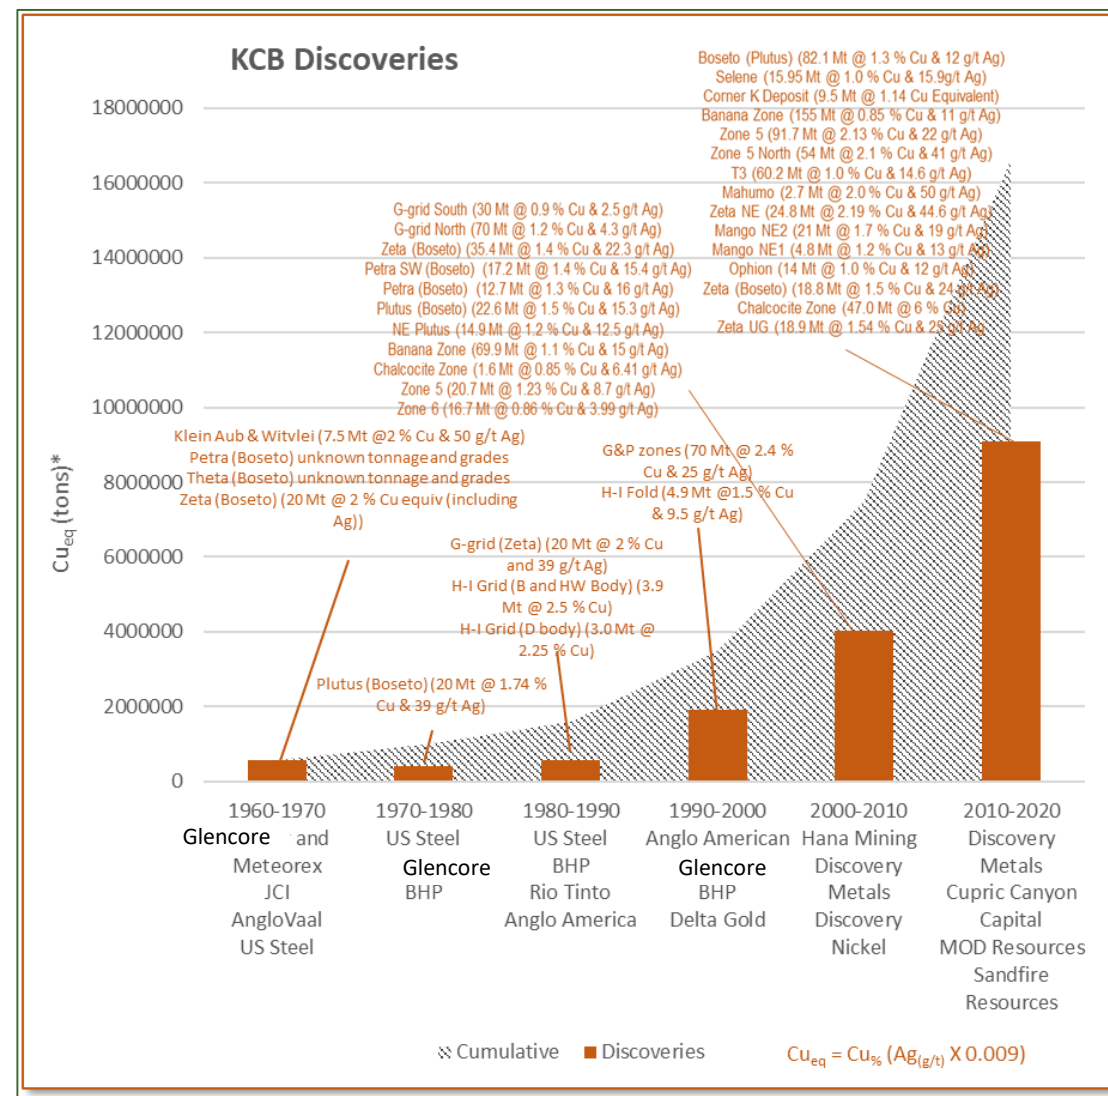 KCB Discoveries
Boseto (Plutus) (82.1 Mt @ 1.3 % Cu & 12 g/t Ag)
Selene (15.95 Mt @ 1.0 % Cu & 15.9g/t Ag)
Corner K Deposit (9.5 Mt @ 1.14 Cu Equivalent)
Banana Zone (155 Mt @ 0.85 % Cu & 11 g/t Ag)
Zone 5 (91.7 Mt @ 2.13 % Cu & 22 g/t Ag)
Zone 5 North (54 Mt @ 2.1 % Cu & 41 g/t Ag)
T3 (60.2 Mt @ 1.0 % Cu & 14.6 g/t Ag)
Mahumo (2.7 Mt @ 2.0 % Cu & 50 g/t Ag)
Zeta NE (24.8 Mt @ 2.19 % Cu & 44.6 g/t Ag)
Mango NE2 (21 Mt @ 1.7 % Cu & 19 g/t Ag)
Mango NE1 (4.8 Mt @ 1.2 % Cu & 13 g/t Ag)
Ophion (14 Mt @ 1.0 % Cu & 12 g/t Ag)
Zeta (Boseto) (18.8 Mt @ 1.5 % Cu & 24 g/t Ag)
Chalcocite Zone (47.0 Mt @ 6 % Cu)
Zeta UG (18.9 Mt @ 1.54 % Cu & 25 g/t Ag
G-grid South (30 Mt @ 0.9 % Cu & 2.5 g/t Ag)
G-grid North (70 Mt @ 1.2 % Cu & 4.3 g/t Ag)
Zeta (Boseto) (35.4 Mt @ 1.4 % Cu & 22.3 g/t Ag)
Petra SW (Boseto) (17.2 Mt @ 1.4 % Cu & 15.4 g/t Ag)
Petra (Boseto) (12.7 Mt @ 1.3 % Cu & 16 g/t Ag)
Plutus (Boseto) (22.6 Mt @ 1.5 % Cu & 15.3 g/t Ag)
NE Plutus (14.9 Mt @ 1.2 % Cu & 12.5 g/t Ag)
Banana Zone (69.9 Mt @ 1.1 % Cu & 15 g/t Ag)
Chalcocite Zone (1.6 Mt @ 0.85 % Cu & 6.41 g/t Ag)
Zone 5 (20.7 Mt @ 1.23 % Cu & 8.7 g/t Ag)
Zone 6 (16.7 Mt @ 0.86 % Cu & 3.99 g/t Ag)
Klein Aub & Witvlei (7.5 Mt @2 % Cu & 50 g/t Ag)
Petra (Boseto) unknown tonnage and grades
Theta (Boseto) unknown tonnage and grades
Zeta (Boseto) (20 Mt @ 2 % Cu equiv (including
Ag))
G&P zones (70 Mt @ 2.4 %
Cu & 25 g/t Ag)
H-I Fold (4.9 Mt @1.5 % Cu
& 9.5 g/t Ag)
G-grid (Zeta) (20 Mt @ 2 % Cu
and 39 g/t Ag)
H-I Grid (B and HW Body) (3.9
Mt @ 2.5 % Cu)
H-I Grid (D body) (3.0 Mt @
2.25 % Cu)
Plutus (Boseto) (20 Mt @ 1.74 %
Cu & 39 g/t Ag)
Cueq (tons)*
18000000
16000000
14000000
12000000
10000000
8000000
6000000
4000000
2000000
0
1960-1970
Glencore and
Meteorex
JCI
AngloVaal
US Steel
1970-1980
US Steel
Glencore
BHP
1980-1990
US Steel
BHP
Rio Tinto
Anglo America
1990-2000
Anglo American
Glencore
BHP
Delta Gold
2000-2010
Hana Mining
Discovery
Metals
Discovery
Nickel
2010-2020
Discovery
Metals
Cupric Canyon
Capital
MOD Resources
Sandfire
Resources
Cumulative
Discoveries
Cueq = Cu% (Ag(g/t) X 0.009)